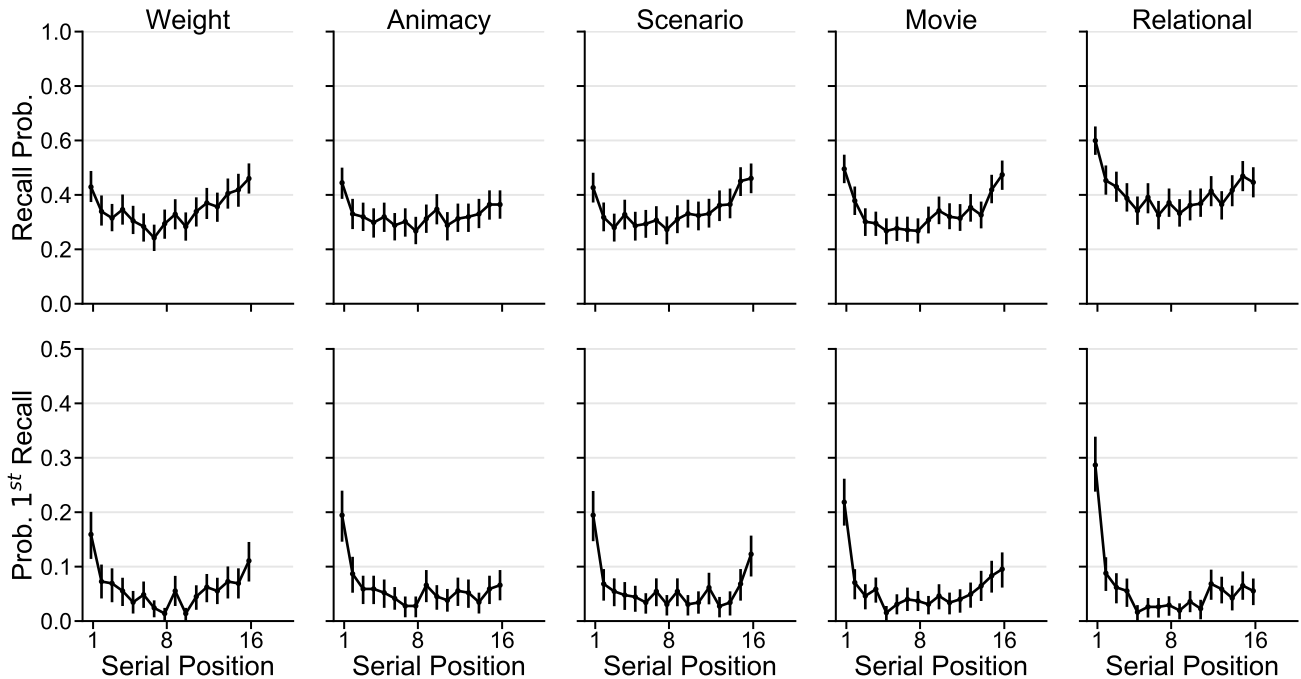 Weight Animacy Scenario Movie Relational
Recall Prob.
1.0
0.8
0.6
0.4
0.2
0.0
Prob. 1st Recall
0.5
0.4
0.3
0.2
0.1
0.0
1 8 16 1 8 16 1 8 16 1 8 16 1 8 16
Serial Position Serial Position Serial Position Serial Position Serial Position